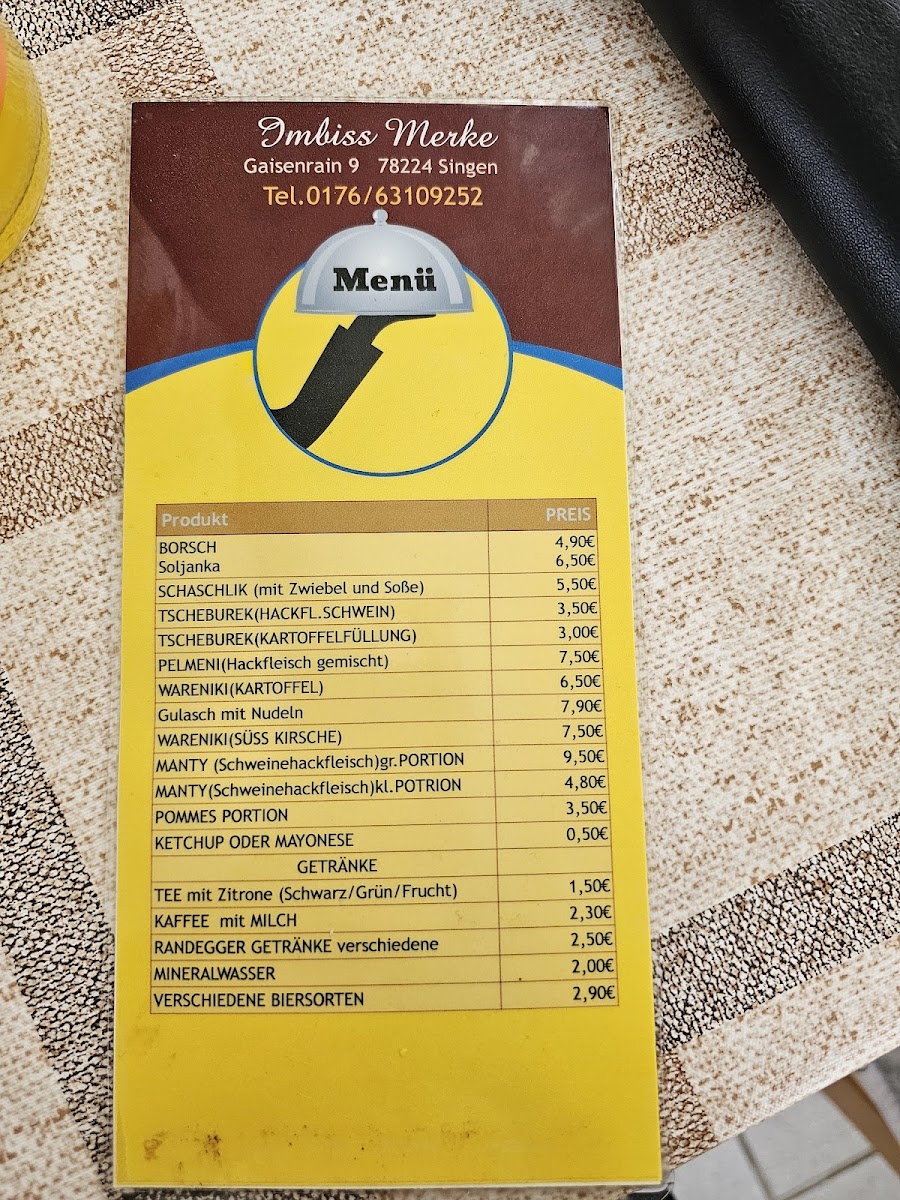 Imbiss Merke
Gaisenrain 9 78224 Singen
Tel.0176/63109252
Menü
Produkt PREIS
BORSCH 4,90€
Soljanka 6,50€
SCHASCHLIK (mit Zwiebel und Soße) 5,50€
TSCHEBUREK(HACKFL.SCHWEIN) 3,50€
TSCHEBUREK(KARTOFFELFÜLLUNG) 3,00€
PELMENI(Hackfleisch gemischt) 7,50€
WARENIKI(KARTOFFEL) 6,50€
Gulasch mit Nudeln 7,90€
WARENIKI(SÜSS KIRSCHE) 7,50€
MANTY (Schweinehackfleisch)gr.PORTION 9,50€
MANTY(Schweinehackfleisch)kl.POTRION 4,80€
POMMES PORTION 3,50€
KETCHUP ODER MAYONESE 0,50€
GETRÄNKE
TEE mit Zitrone (Schwarz/Grün/Frucht) 1,50€
KAFFEE mit MILCH 2,30€
RANDEGGER GETRÄNKE verschiedene 2,50€
MINERALWASSER 2,00€
VERSCHIEDENE BIERSORTEN 2,90€